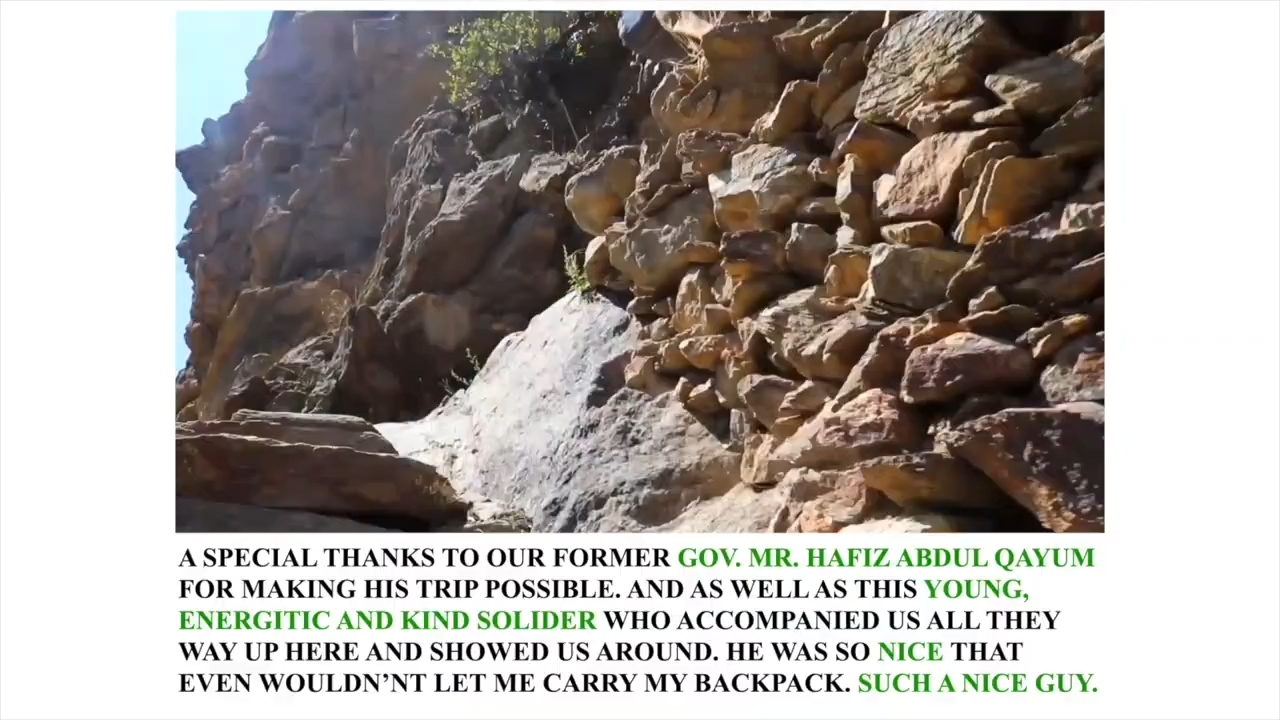 A SPECIAL THANKS TO OUR FORMER GOV. MR. HAFIZ ABDUL QAYUM
FOR MAKING HIS TRIP POSSIBLE. AND AS WELL AS THIS YOUNG,
ENERGITIC AND KIND SOLIDER WHO ACCOMPANIED US ALL THEY
WAY UP HERE AND SHOWED US AROUND. HE WAS SO NICE THAT
EVEN WOULDN’NT LET ME CARRY MY BACKPACK. SUCH A NICE GUY.